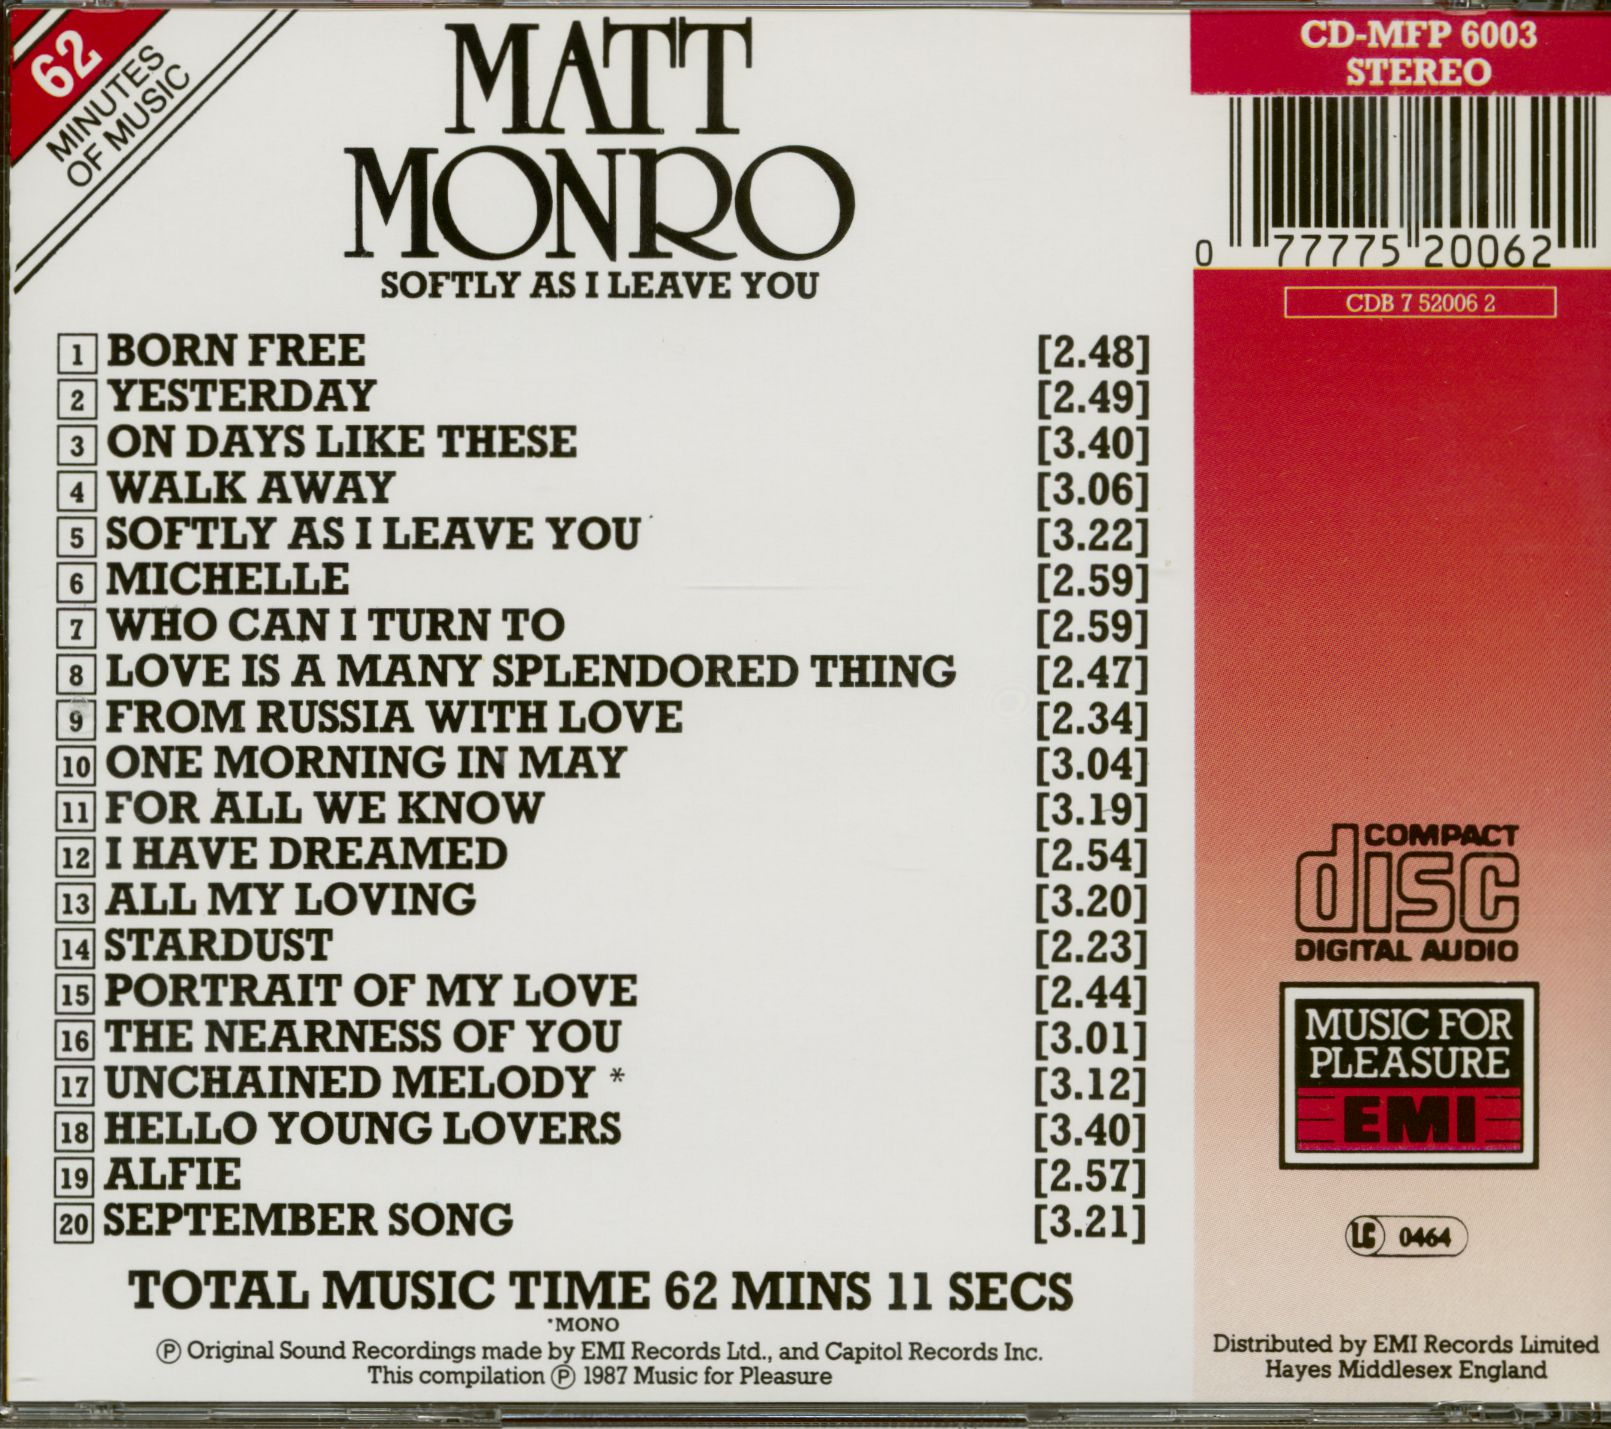 62
MINUTES
OF MUSIC
MATT
MONRO
SOFTLY AS I LEAVE YOU
CD-MFP 6003
STEREO
0 77775 20062
CDB 7 52006 2
1 BORN FREE [2.48]
2 YESTERDAY [2.49]
3 ON DAYS LIKE THESE [3.40]
4 WALK AWAY [3.06]
5 SOFTLY AS I LEAVE YOU [3.22]
6 MICHELLE [2.59]
7 WHO CAN I TURN TO [2.59]
8 LOVE IS A MANY SPLENDORED THING [2.47]
9 FROM RUSSIA WITH LOVE [2.34]
10 ONE MORNING IN MAY [3.04]
11 FOR ALL WE KNOW [3.19]
12 I HAVE DREAMED [2.54]
13 ALL MY LOVING [3.20]
14 STARDUST [2.23]
15 PORTRAIT OF MY LOVE [2.44]
16 THE NEARNESS OF YOU [3.01]
17 UNCHAINED MELODY * [3.12]
18 HELLO YOUNG LOVERS [3.40]
19 ALFIE [2.57]
20 SEPTEMBER SONG [3.21]
TOTAL MUSIC TIME 62 MINS 11 SECS
*MONO
Ⓟ Original Sound Recordings made by EMI Records Ltd., and Capitol Records Inc.
This compilation Ⓟ 1987 Music for Pleasure
COMPACT
disc
DIGITAL AUDIO
MUSIC FOR
PLEASURE
EMI
LC 0464
Distributed by EMI Records Limited
Hayes Middlesex England